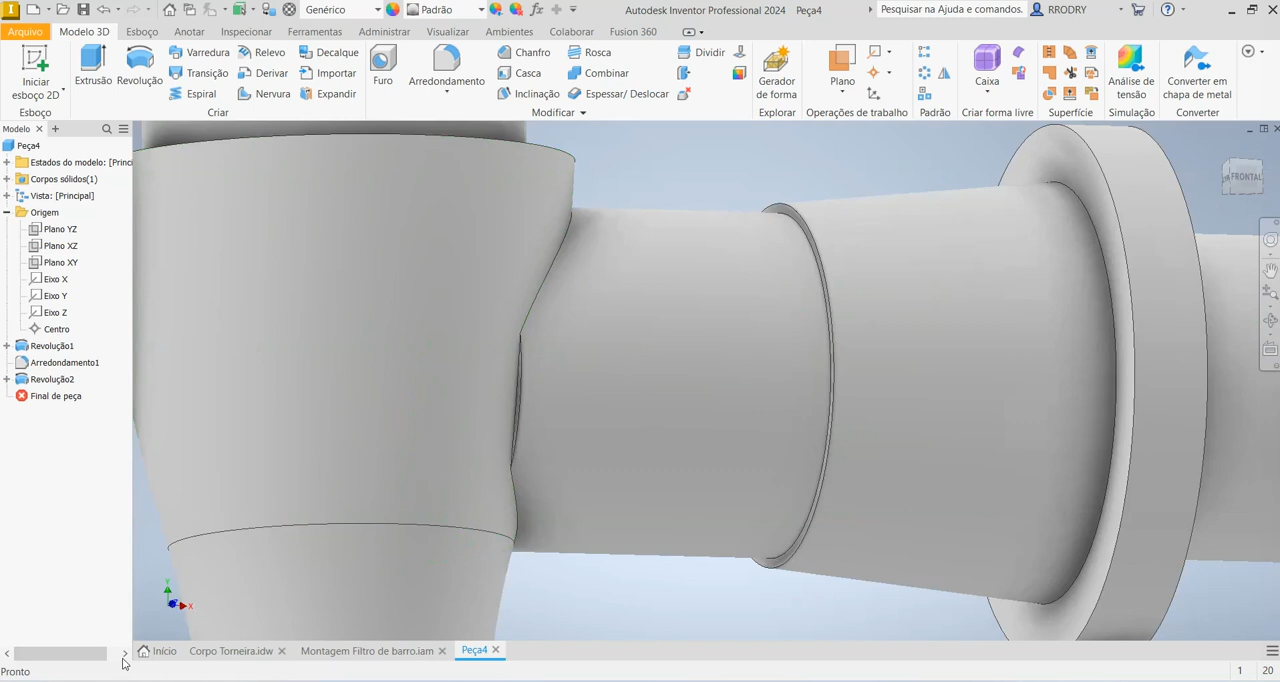 Genérico Padrão Autodesk Inventor Professional 2024 Peça4 Pesquisar na Ajuda e comandos. RRODRY
Arquivo Modelo 3D Esboço Anotar Inspecionar Ferramentas Administrar Visualizar Ambientes Colaborar Fusion 360
Iniciar
esboço 2D
Extrusão Revolução
Varredura Relevo Decalque
Transição Derivar Importar
Espiral Nervura Expandir
Furo Arredondamento
Chanfro Rosca Dividir
Casca Combinar
Inclinação Espessar/ Deslocar
Gerador
de forma
Plano
Caixa
Análise de
tensão
Converter em
chapa de metal
Esboço Criar Modificar Explorar Operações de trabalho Padrão Criar forma livre Superfície Simulação Converter
Modelo
Peça4
Estados do modelo: [Princi
Corpos sólidos(1)
Vista: [Principal]
Origem
Plano YZ
Plano XZ
Plano XY
Eixo X
Eixo Y
Eixo Z
Centro
Revolução1
Arredondamento1
Revolução2
Final de peça
FRONTAL
Y
X
Início Corpo Torneira.idw Montagem Filtro de barro.iam Peça4
Pronto 1 20